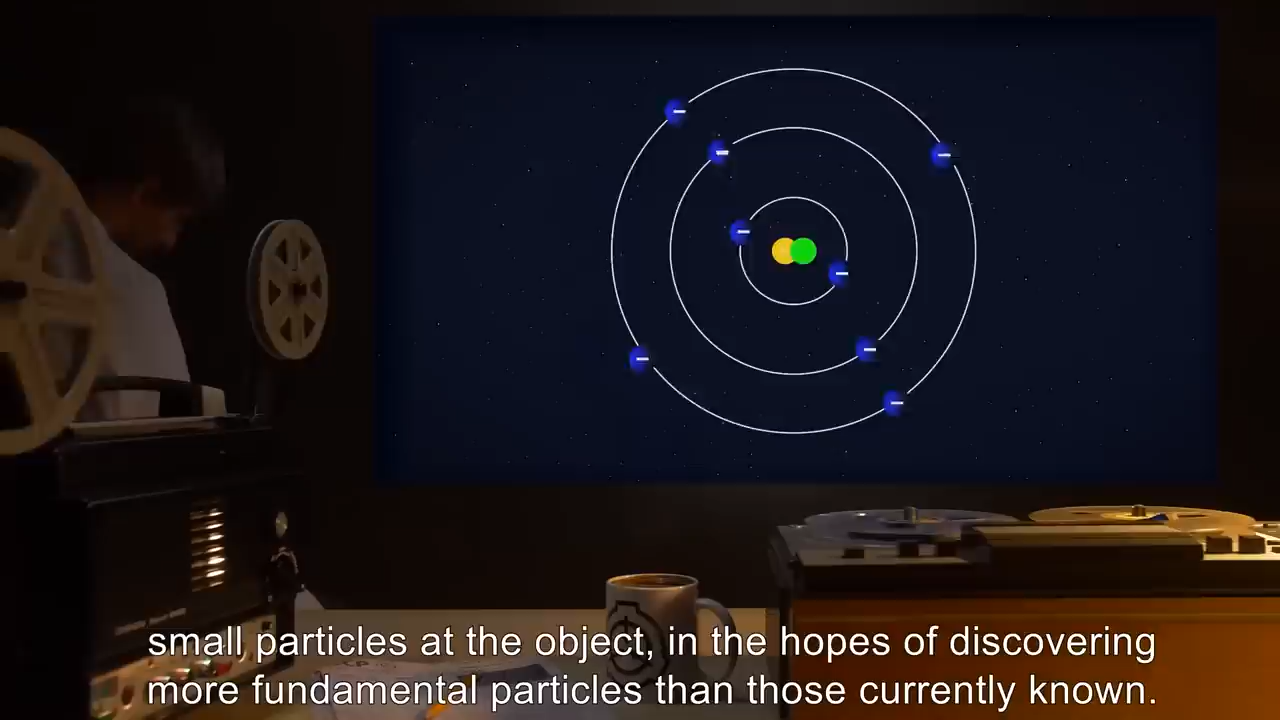 small particles at the object, in the hopes of discovering
more fundamental particles than those currently known.